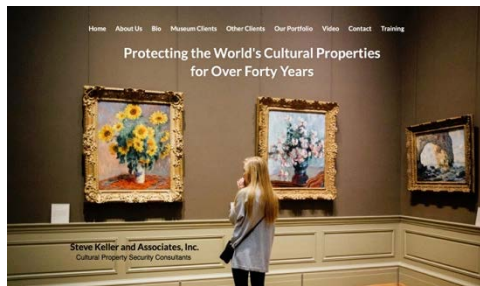 Home About Us Bio Museum Clients Other Clients Our Portfolio Video Contact Training
Protecting the World's Cultural Properties
for Over Forty Years
Steve Keller and Associates, Inc.
Cultural Property Security Consultants